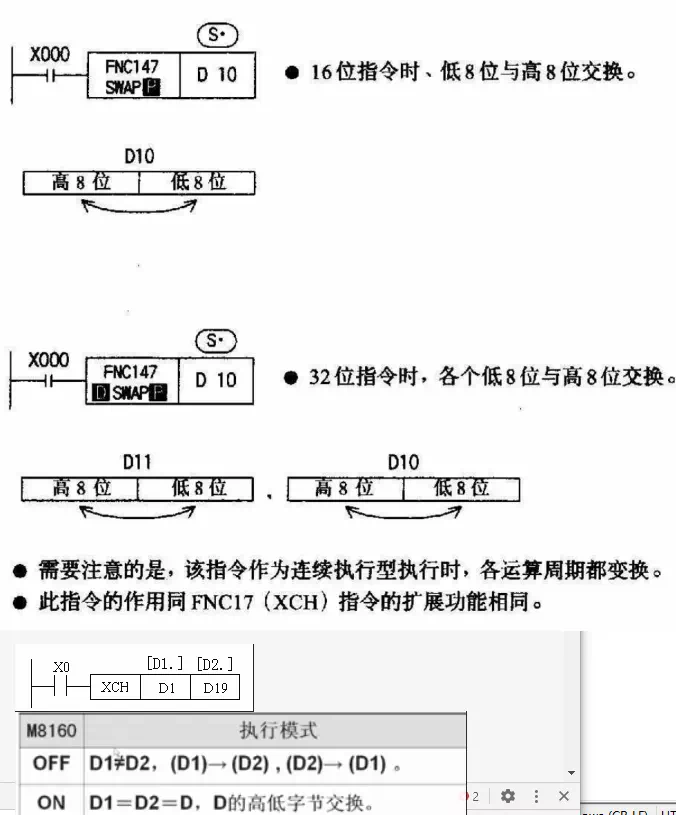 S·
X000
FNC147
SWAPP
D 10
● 16位指令时、低8位与高8位交换。
D10
高8位
低8位
S·
X000
FNC147
DSWAPP
D 10
● 32位指令时，各个低8位与高8位交换。
D11
D10
高8位
低8位
,
高8位
低8位
● 需要注意的是，该指令作为连续执行型执行时，各运算周期都变换。
● 此指令的作用同FNC17（XCH）指令的扩展功能相同。
[D1.] [D2.]
X0
XCH
D1
D19
M8160
执行模式
OFF
D1≠D2，(D1)→(D2) , (D2)→(D1) 。
ON
D1＝D2＝D，D的高低字节交换。
2